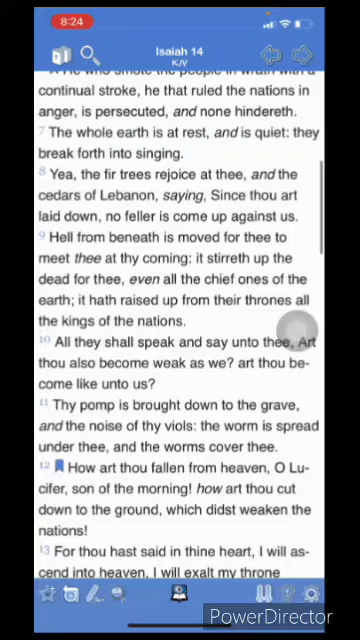 8:24
Isaiah 14
KJV
He who smote the people in wrath with a
continual stroke, he that ruled the nations in
anger, is persecuted, and none hindereth.
7 The whole earth is at rest, and is quiet: they
break forth into singing.
8 Yea, the fir trees rejoice at thee, and the
cedars of Lebanon, saying, Since thou art
laid down, no feller is come up against us.
9 Hell from beneath is moved for thee to
meet thee at thy coming: it stirreth up the
dead for thee, even all the chief ones of the
earth; it hath raised up from their thrones all
the kings of the nations.
10 All they shall speak and say unto thee, Art
thou also become weak as we? art thou be-
come like unto us?
11 Thy pomp is brought down to the grave,
and the noise of thy viols: the worm is spread
under thee, and the worms cover thee.
12 How art thou fallen from heaven, O Lu-
cifer, son of the morning! how art thou cut
down to the ground, which didst weaken the
nations!
13 For thou hast said in thine heart, I will as-
cend into heaven, I will exalt my throne
PowerDirector